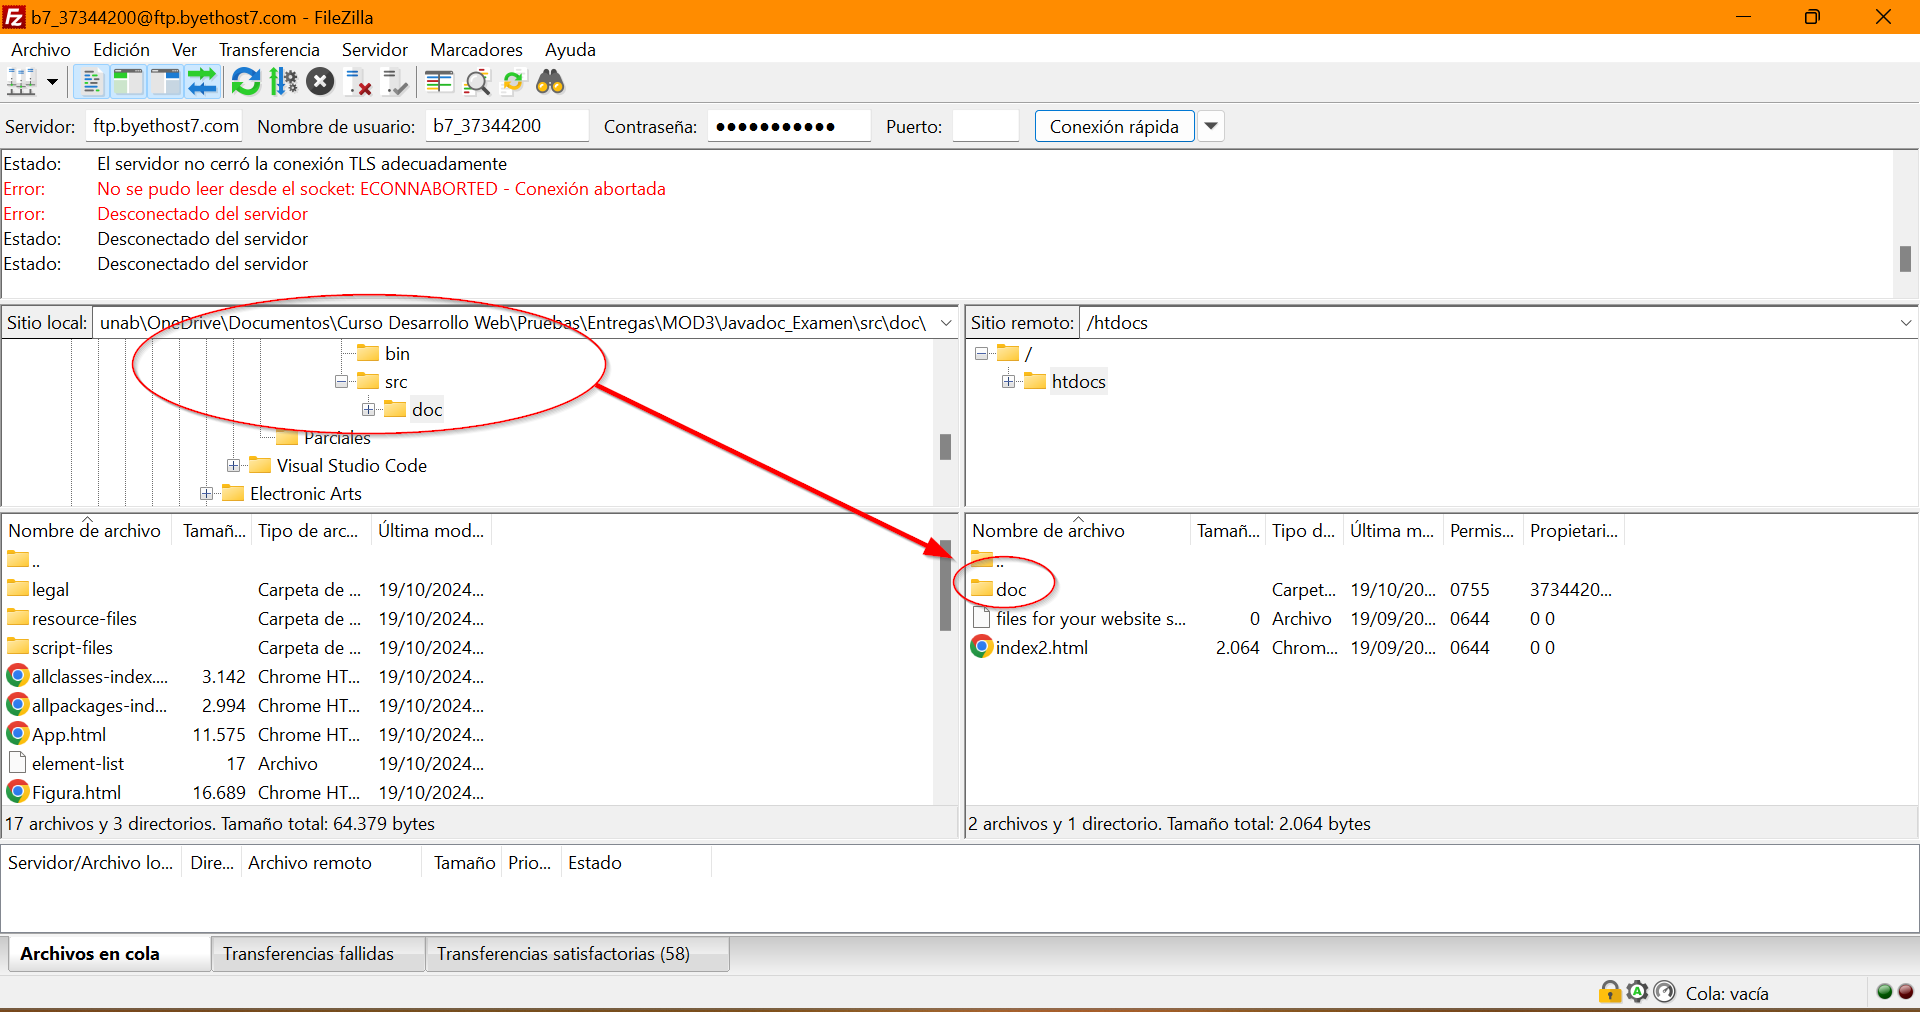 b7_37344200@ftp.byethost7.com - FileZilla
Archivo Edición Ver Transferencia Servidor Marcadores Ayuda
Servidor: ftp.byethost7.com Nombre de usuario: b7_37344200 Contraseña: ●●●●●●●●●●● Puerto: Conexión rápida
Estado: El servidor no cerró la conexión TLS adecuadamente
Error: No se pudo leer desde el socket: ECONNABORTED - Conexión abortada
Error: Desconectado del servidor
Estado: Desconectado del servidor
Estado: Desconectado del servidor
Sitio local: unab\OneDrive\Documentos\Curso Desarrollo Web\Pruebas\Entregas\MOD3\Javadoc_Examen\src\doc\
bin
src
doc
Parciales
Visual Studio Code
Electronic Arts
Sitio remoto: /htdocs
/
htdocs
Nombre de archivo Tamañ... Tipo de arc... Última mod...
..
legal Carpeta de ... 19/10/2024...
resource-files Carpeta de ... 19/10/2024...
script-files Carpeta de ... 19/10/2024...
allclasses-index.... 3.142 Chrome HT... 19/10/2024...
allpackages-ind... 2.994 Chrome HT... 19/10/2024...
App.html 11.575 Chrome HT... 19/10/2024...
element-list 17 Archivo 19/10/2024...
Figura.html 16.689 Chrome HT... 19/10/2024...
17 archivos y 3 directorios. Tamaño total: 64.379 bytes
Nombre de archivo Tamañ... Tipo d... Última m... Permis... Propietari...
..
doc Carpet... 19/10/20... 0755 3734420...
files for your website s... 0 Archivo 19/09/20... 0644 0 0
index2.html 2.064 Chrom... 19/09/20... 0644 0 0
2 archivos y 1 directorio. Tamaño total: 2.064 bytes
Servidor/Archivo lo... Dire... Archivo remoto Tamaño Prio... Estado
Archivos en cola Transferencias fallidas Transferencias satisfactorias (58)
Cola: vacía